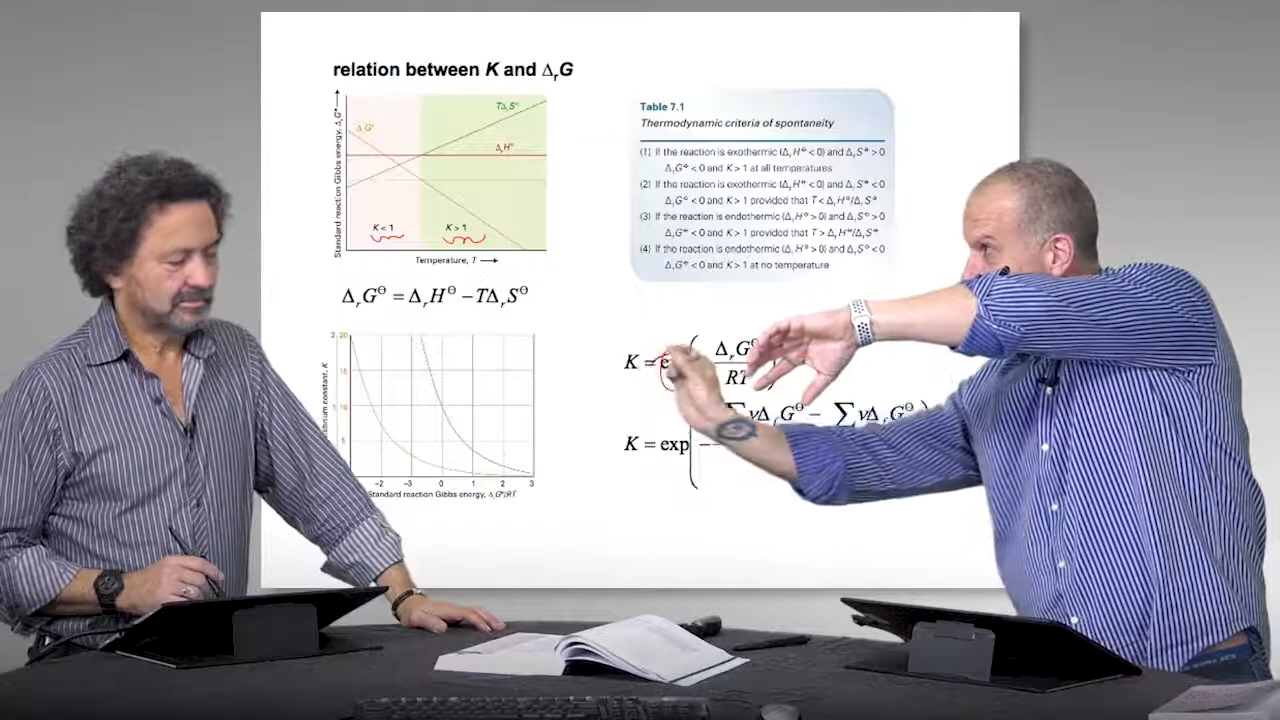 relation between K and ΔᵣG
TΔᵣS°
ΔᵣG°
ΔᵣH°
Standard reaction Gibbs energy, ΔᵣG°
K < 1
K > 1
Temperature, T
ΔᵣG⊖ = ΔᵣH⊖ − TΔᵣS⊖
20
15
10
5
−2 −3 0 1 2 3
Standard reaction Gibbs energy, ΔᵣG°/RT
Table 7.1
Thermodynamic criteria of spontaneity
(1) If the reaction is exothermic (ΔᵣH⊖ < 0) and ΔᵣS⊖ > 0
ΔᵣG⊖ < 0 and K > 1 at all temperatures
(2) If the reaction is exothermic (ΔᵣH⊖ < 0) and ΔᵣS⊖ < 0
ΔᵣG⊖ < 0 and K > 1 provided that T < ΔᵣH⊖/ΔᵣS⊖
(3) If the reaction is endothermic (ΔᵣH⊖ > 0) and ΔᵣS⊖ > 0
ΔᵣG⊖ < 0 and K > 1 provided that T > ΔᵣH⊖/ΔᵣS⊖
(4) If the reaction is endothermic (ΔᵣH⊖ > 0) and ΔᵣS⊖ < 0
ΔᵣG⊖ < 0 and K > 1 at no temperature
K = e ( ΔᵣG⊖
RT
∑ νΔᵣG⊖ − ∑ νΔᵣG⊖ )
K = exp( −